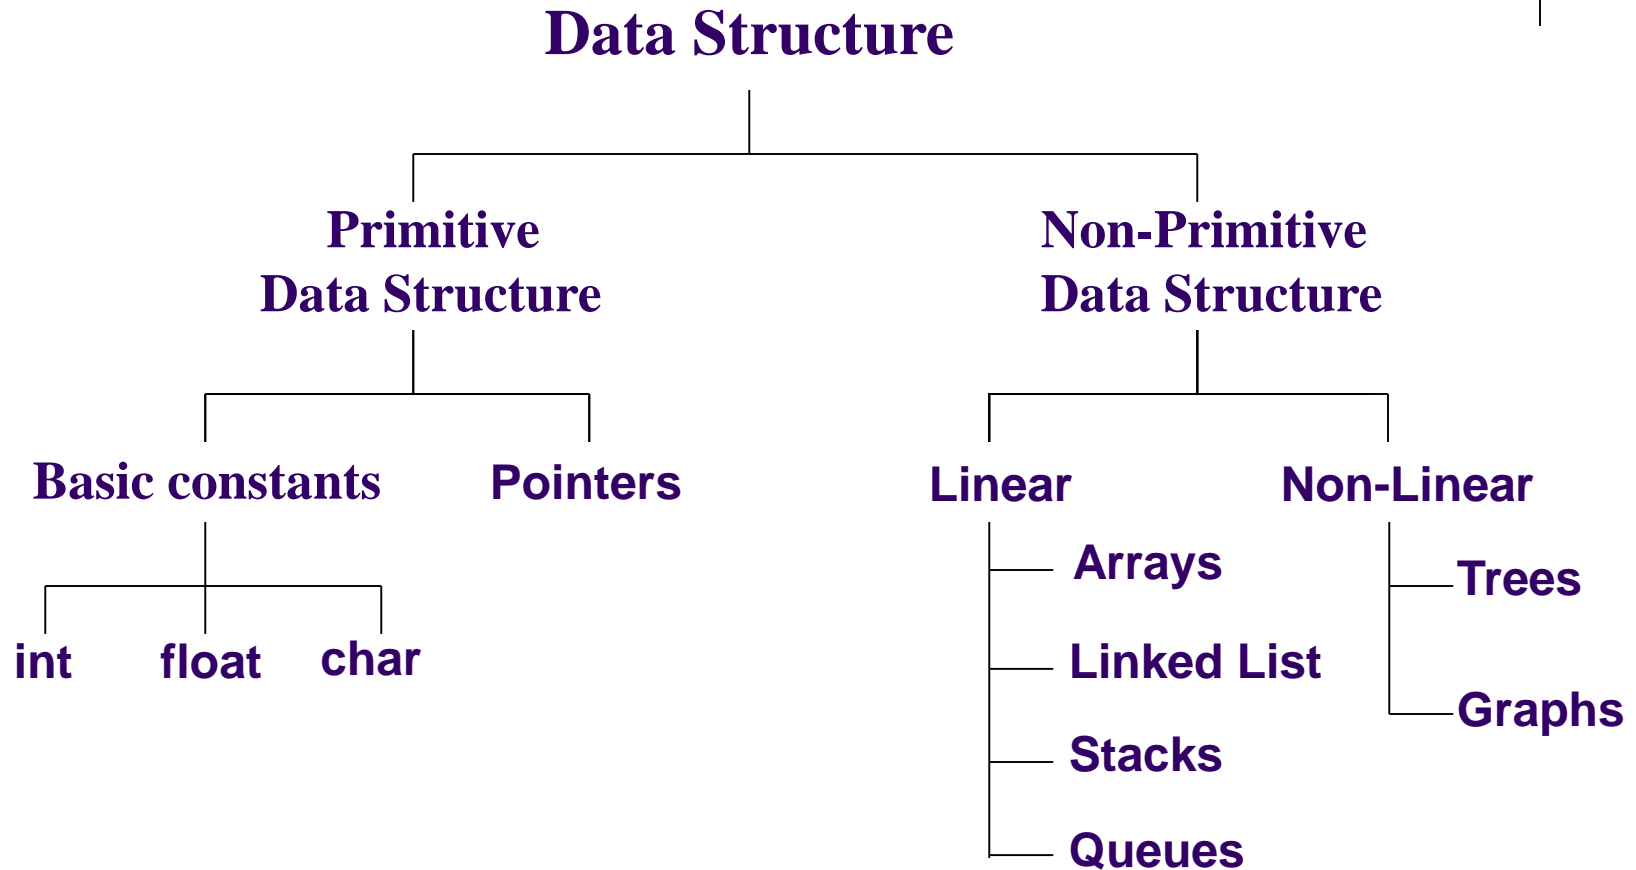 Data Structure
Primitive
Data Structure
Non-Primitive
Data Structure
Basic constants
Pointers
Linear
Non-Linear
int
float
char
Arrays
Linked List
Stacks
Queues
Trees
Graphs